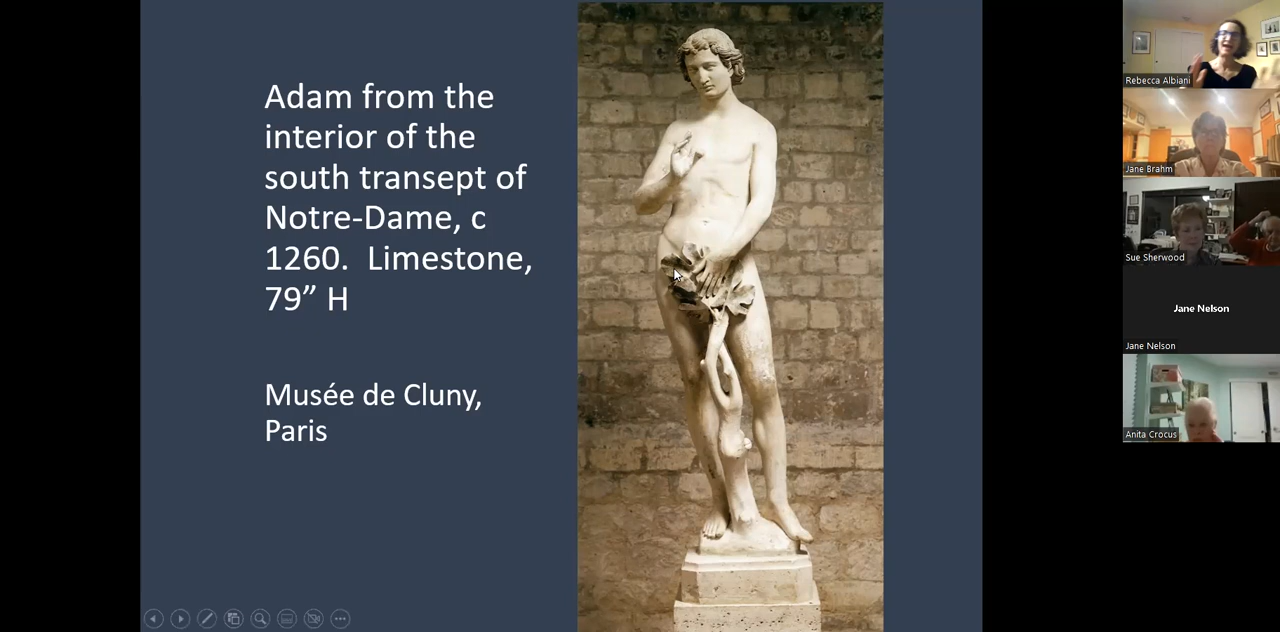 Adam from the
interior of the
south transept of
Notre-Dame, c
1260.  Limestone,
79” H
Musée de Cluny,
Paris
Rebecca Albiani
Jane Brahm
Sue Sherwood
Jane Nelson
Jane Nelson
Anita Crocus